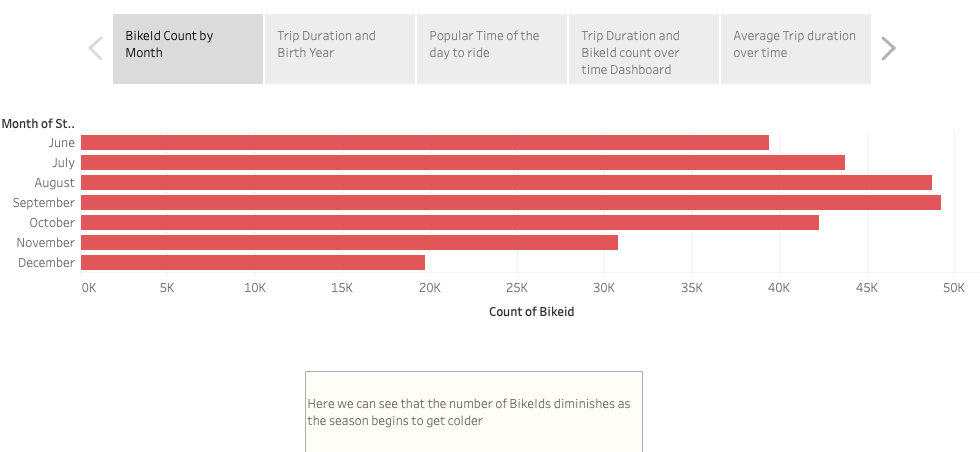 BikeId Count by
Month
Trip Duration and
Birth Year
Popular Time of the
day to ride
Trip Duration and
BikeId count over
time Dashboard
Average Trip duration
over time
Month of St..
June
July
August
September
October
November
December
0K 5K 10K 15K 20K 25K 30K 35K 40K 45K 50K
Count of Bikeid
Here we can see that the number of BikeIds diminishes as
the season begins to get colder